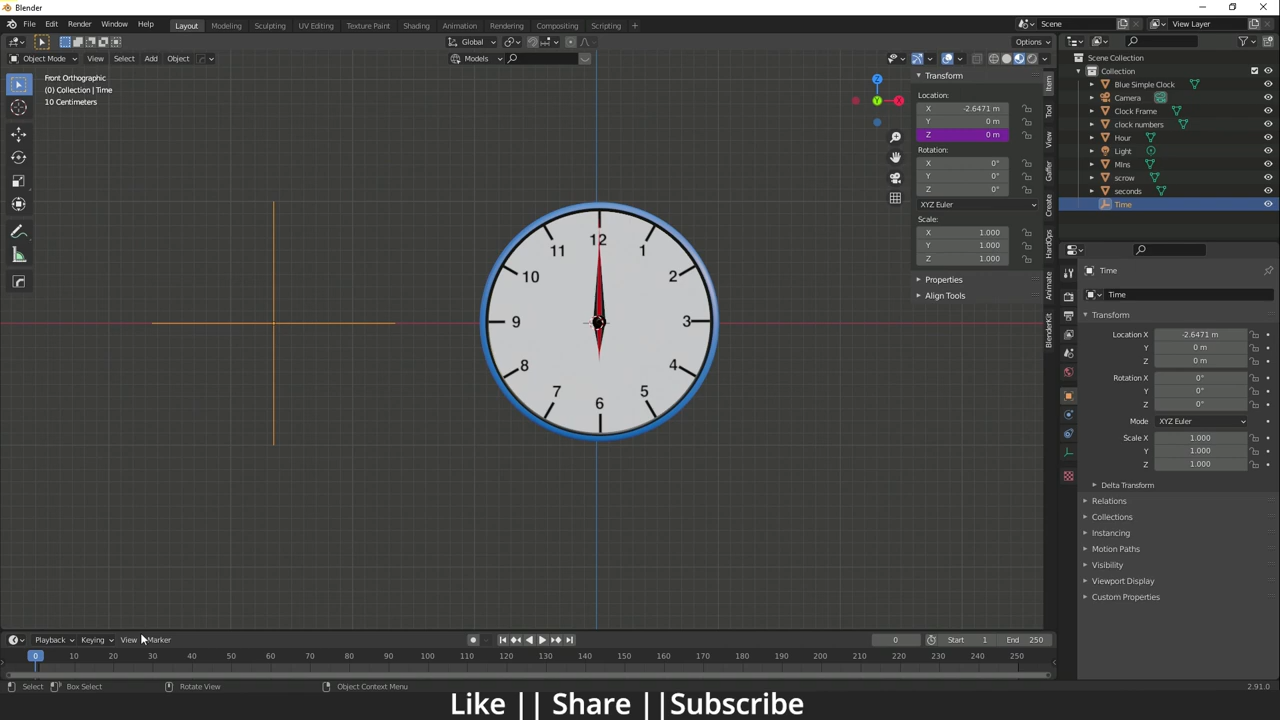 Blender
File Edit Render Window Help Layout Modeling Sculpting UV Editing Texture Paint Shading Animation Rendering Compositing Scripting + Scene View Layer
Global Options
Object Mode View Select Add Object Models
Front Orthographic
(0) Collection | Time
10 Centimeters
Z
Y
X
12
1
2
3
4
5
6
7
8
9
10
11
Transform
Location:
X -2.6471 m
Y 0 m
Z 0 m
Rotation:
X 0°
Y 0°
Z 0°
XYZ Euler
Scale:
X 1.000
Y 1.000
Z 1.000
Properties
Align Tools
Item
Tool
View
Gaffer
Create
HardOps
Animate
BlenderKit
Scene Collection
Collection
Blue Simple Clock
Camera
Clock Frame
clock numbers
Hour
Light
MIns
scrow
seconds
Time
Time
Time
Transform
Location X -2.6471 m
Y 0 m
Z 0 m
Rotation X 0°
Y 0°
Z 0°
Mode XYZ Euler
Scale X 1.000
Y 1.000
Z 1.000
Delta Transform
Relations
Collections
Instancing
Motion Paths
Visibility
Viewport Display
Custom Properties
Playback Keying View Marker 0 Start 1 End 250
0 10 20 30 40 50 60 70 80 90 100 110 120 130 140 150 160 170 180 190 200 210 220 230 240 250
Select Box Select Rotate View Object Context Menu 2.91.0
Like || Share ||Subscribe